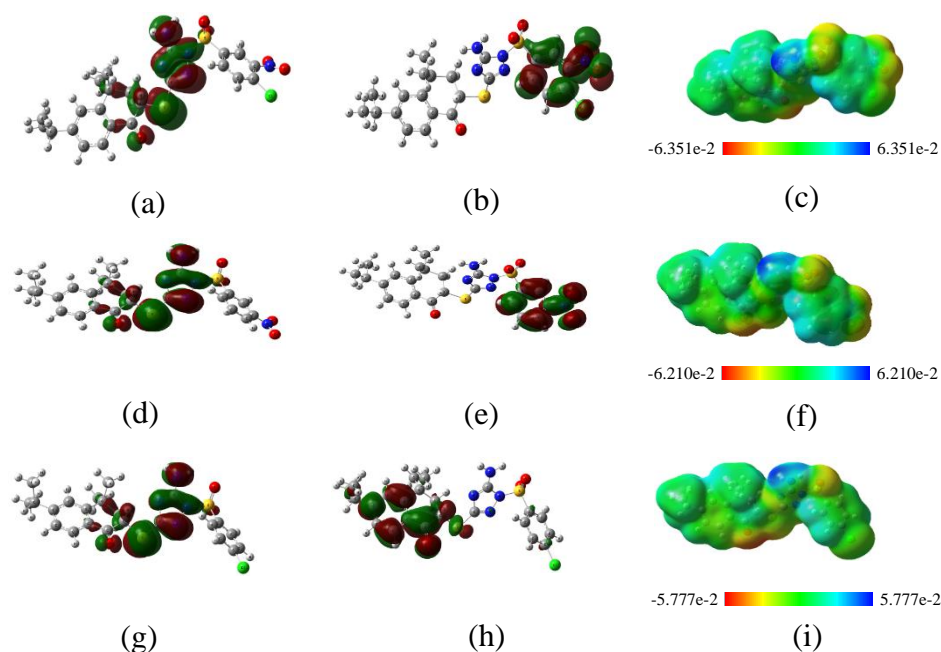 -6.351e-2 6.351e-2
(a) (b) (c)
-6.210e-2 6.210e-2
(d) (e) (f)
-5.777e-2 5.777e-2
(g) (h) (i)